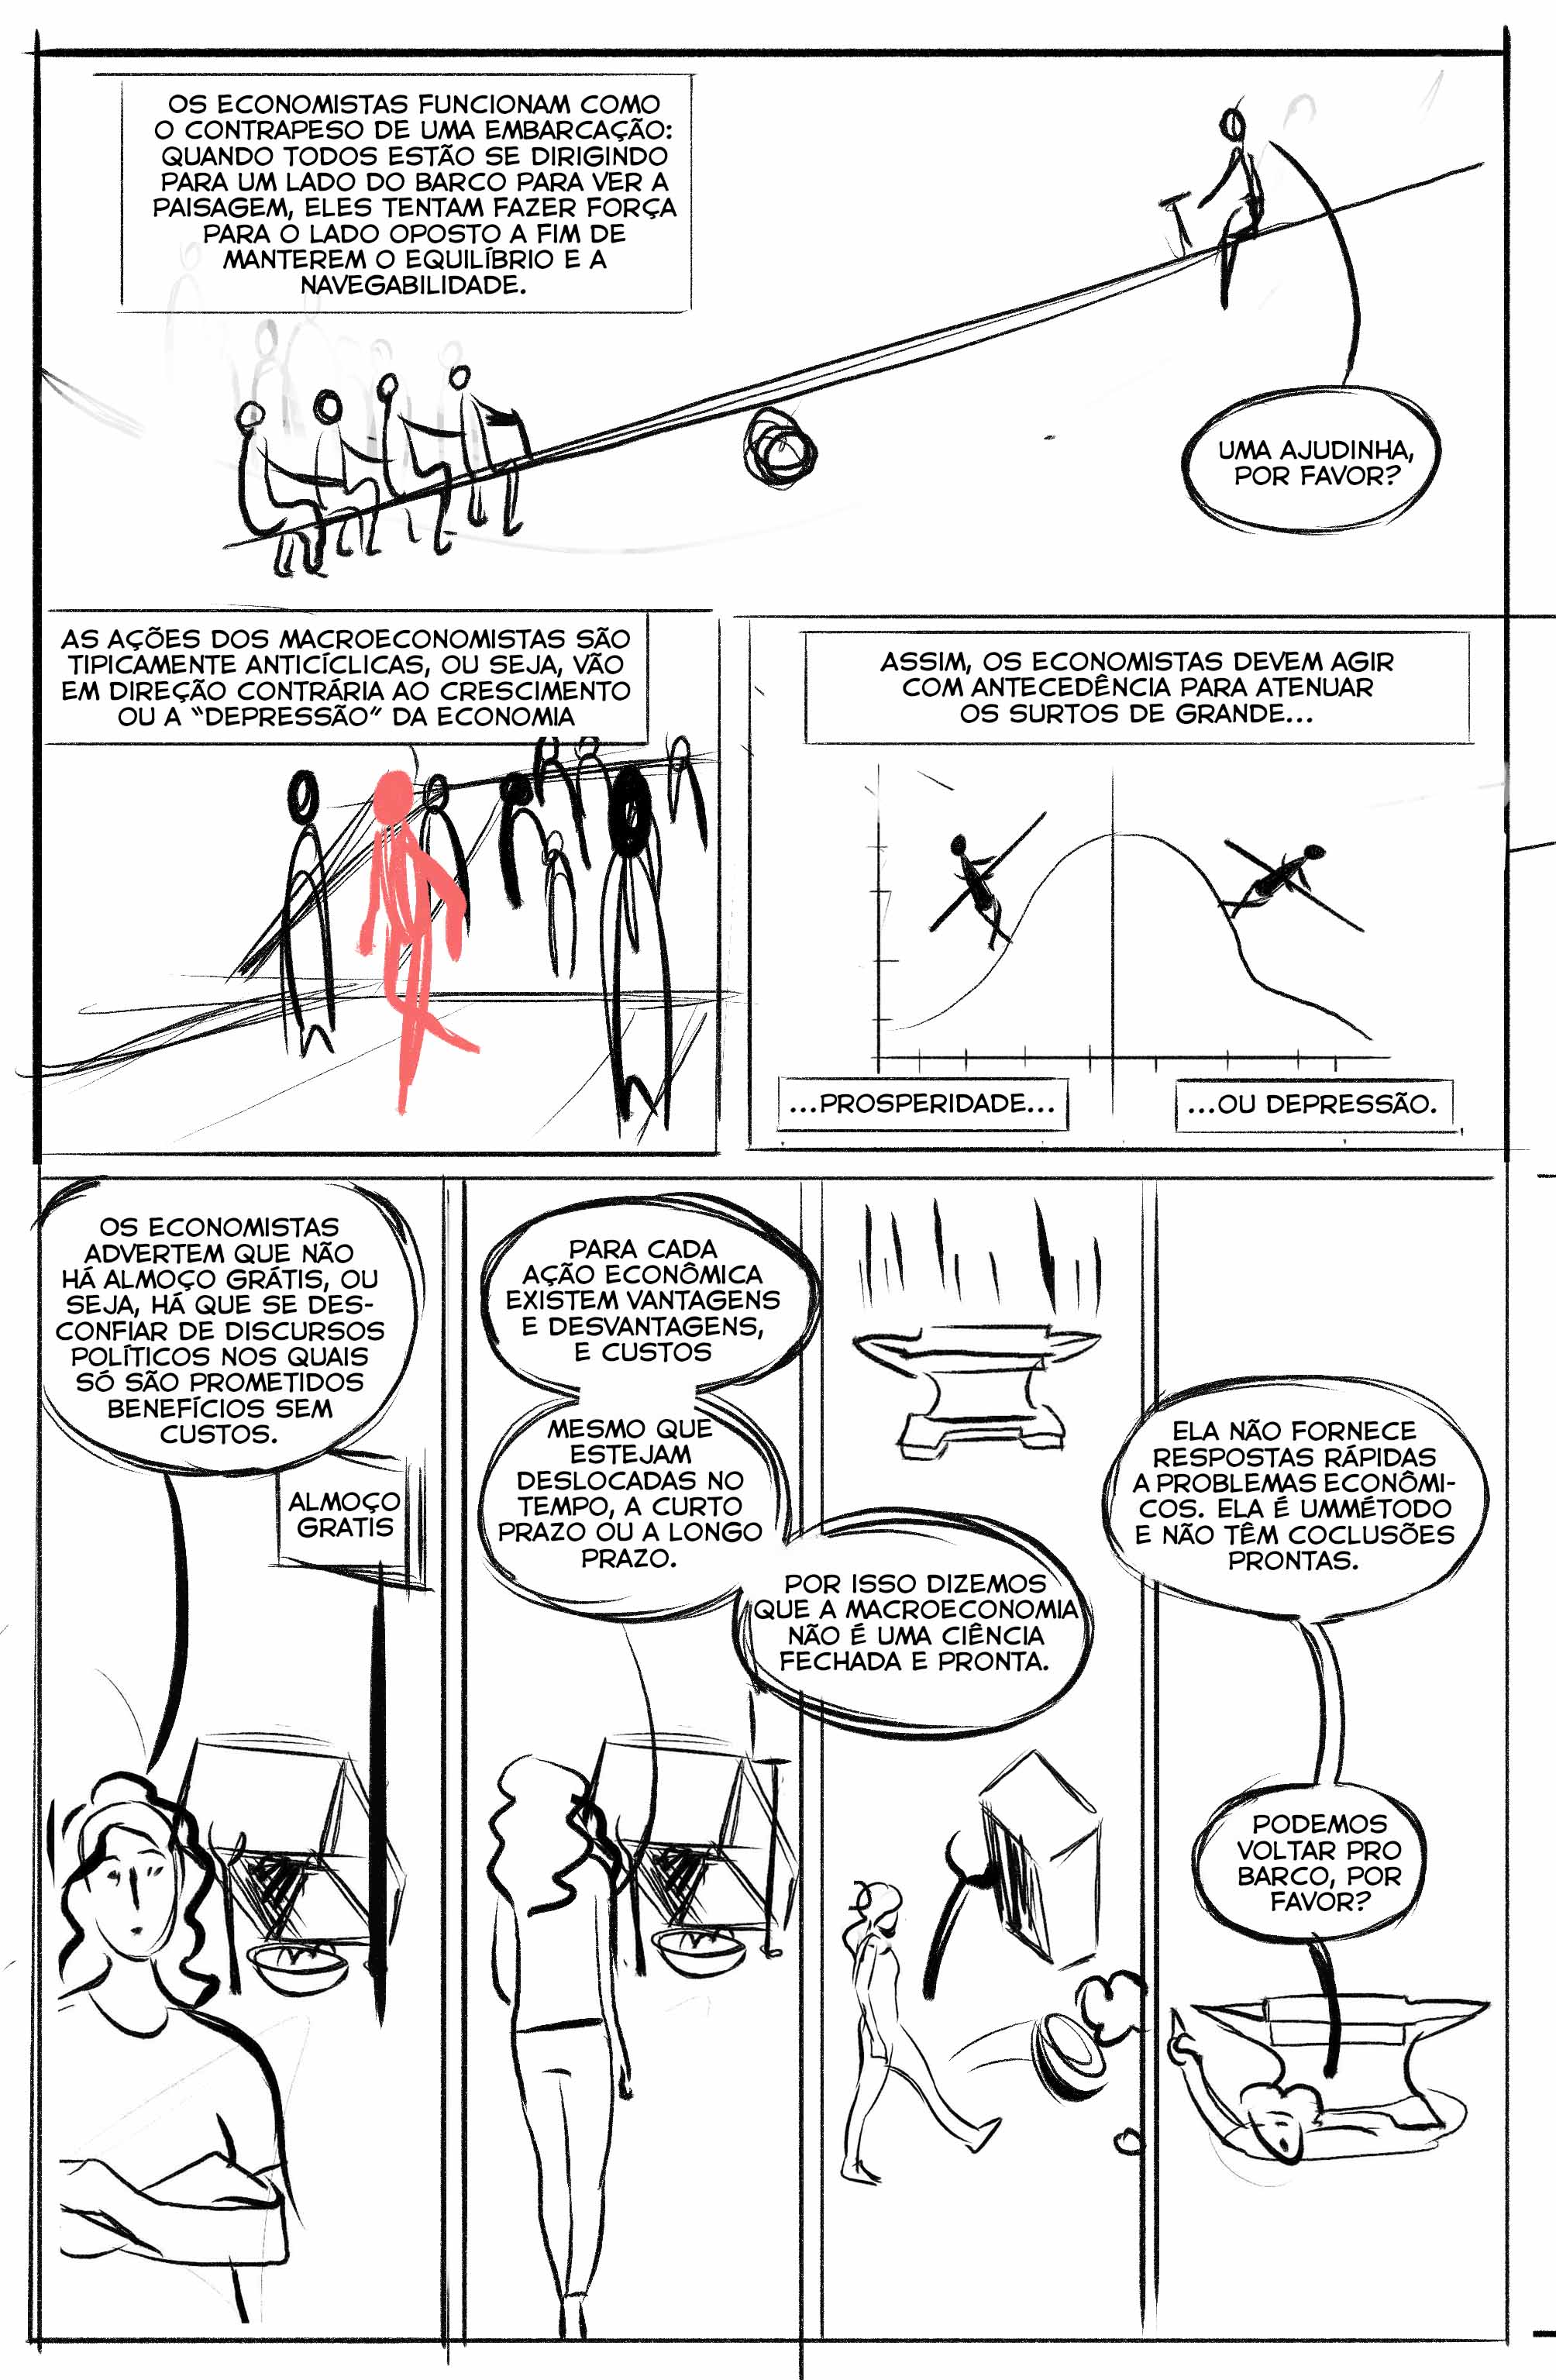 OS ECONOMISTAS FUNCIONAM COMO
O CONTRAPESO DE UMA EMBARCAÇÃO:
QUANDO TODOS ESTÃO SE DIRIGINDO
PARA UM LADO DO BARCO PARA VER A
PAISAGEM, ELES TENTAM FAZER FORÇA
PARA O LADO OPOSTO A FIM DE
MANTEREM O EQUILÍBRIO E A
NAVEGABILIDADE.
UMA AJUDINHA,
POR FAVOR?
AS AÇÕES DOS MACROECONOMISTAS SÃO
TIPICAMENTE ANTICÍCLICAS, OU SEJA, VÃO
EM DIREÇÃO CONTRÁRIA AO CRESCIMENTO
OU A "DEPRESSÃO" DA ECONOMIA
ASSIM, OS ECONOMISTAS DEVEM AGIR
COM ANTECEDÊNCIA PARA ATENUAR
OS SURTOS DE GRANDE...
...PROSPERIDADE...
...OU DEPRESSÃO.
OS ECONOMISTAS
ADVERTEM QUE NÃO
HÁ ALMOÇO GRÁTIS, OU
SEJA, HÁ QUE SE DES-
CONFIAR DE DISCURSOS
POLÍTICOS NOS QUAIS
SÓ SÃO PROMETIDOS
BENEFÍCIOS SEM
CUSTOS.
ALMOÇO
GRATIS
PARA CADA
AÇÃO ECONÔMICA
EXISTEM VANTAGENS
E DESVANTAGENS,
E CUSTOS
MESMO QUE
ESTEJAM
DESLOCADAS NO
TEMPO, A CURTO
PRAZO OU A LONGO
PRAZO.
POR ISSO DIZEMOS
QUE A MACROECONOMIA
NÃO É UMA CIÊNCIA
FECHADA E PRONTA.
ELA NÃO FORNECE
RESPOSTAS RÁPIDAS
A PROBLEMAS ECONÔMI-
COS. ELA É UMMÉTODO
E NÃO TÊM COCLUSÕES
PRONTAS.
PODEMOS
VOLTAR PRO
BARCO, POR
FAVOR?